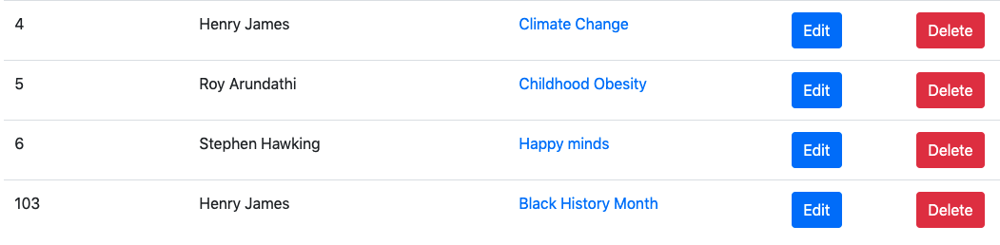 4 Henry James Climate Change Edit Delete
5 Roy Arundathi Childhood Obesity Edit Delete
6 Stephen Hawking Happy minds Edit Delete
103 Henry James Black History Month Edit Delete